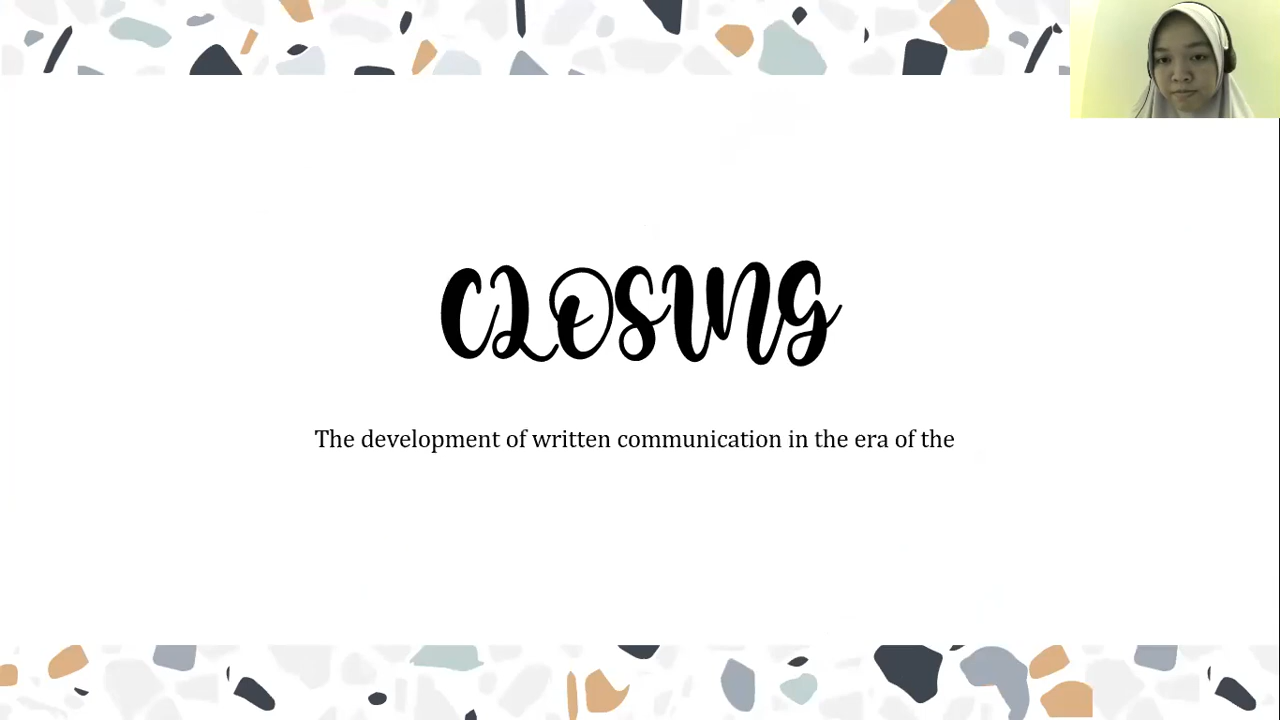 CLOSING
The development of written communication in the era of the